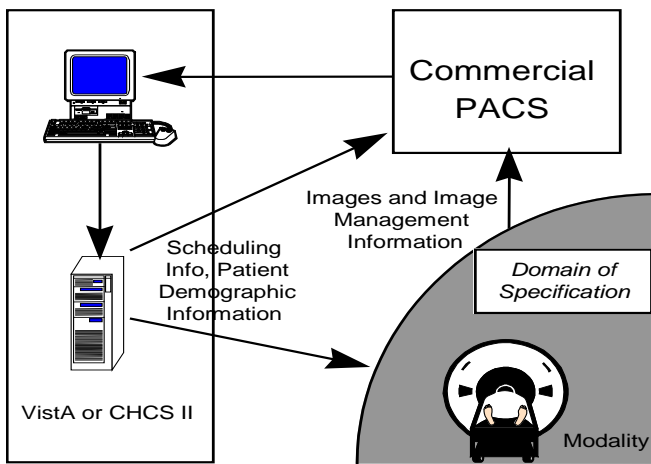 Commercial
PACS
Images and Image
Management
Information
Scheduling
Info, Patient
Demographic
Information
Domain of
Specification
VistA or CHCS II
Modality